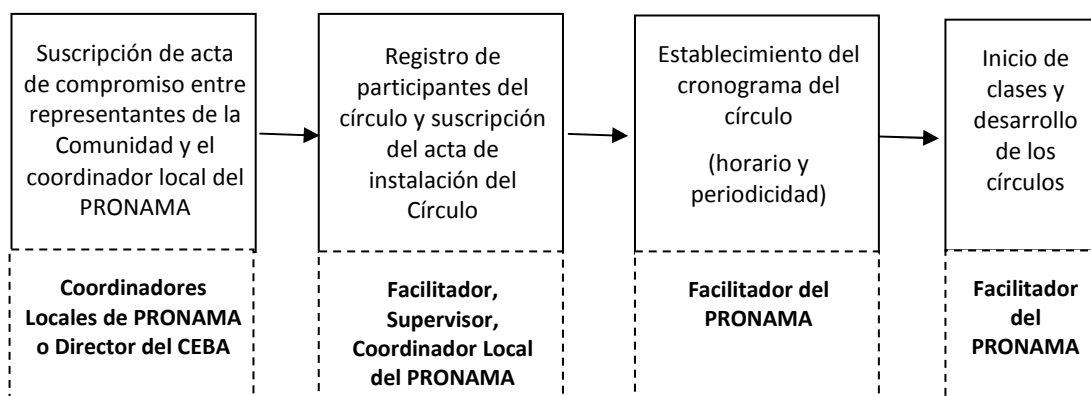 Suscripción de acta
de compromiso entre
representantes de la
Comunidad y el
coordinador local del
PRONAMA
Coordinadores
Locales de PRONAMA
o Director del CEBA
Registro de
participantes del
círculo y suscripción
del acta de
instalación del
Círculo
Facilitador,
Supervisor,
Coordinador Local
del PRONAMA
Establecimiento del
cronograma del
círculo
(horario y
periodicidad)
Facilitador del
PRONAMA
Inicio de
clases y
desarrollo
de los
círculos
Facilitador
del
PRONAMA